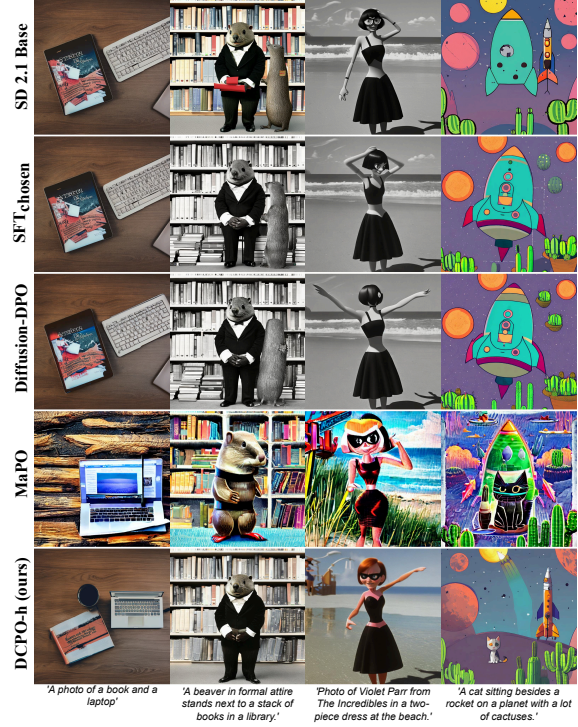 SD 2.1 Base
SFTchosen
Diffusion-DPO
MaPO
DCPO-h (ours)
'A photo of a book and a
laptop'
'A beaver in formal attire
stands next to a stack of
books in a library.'
'Photo of Violet Parr from
The Incredibles in a two-
piece dress at the beach.'
'A cat sitting besides a
rocket on a planet with a lot
of cactuses.'